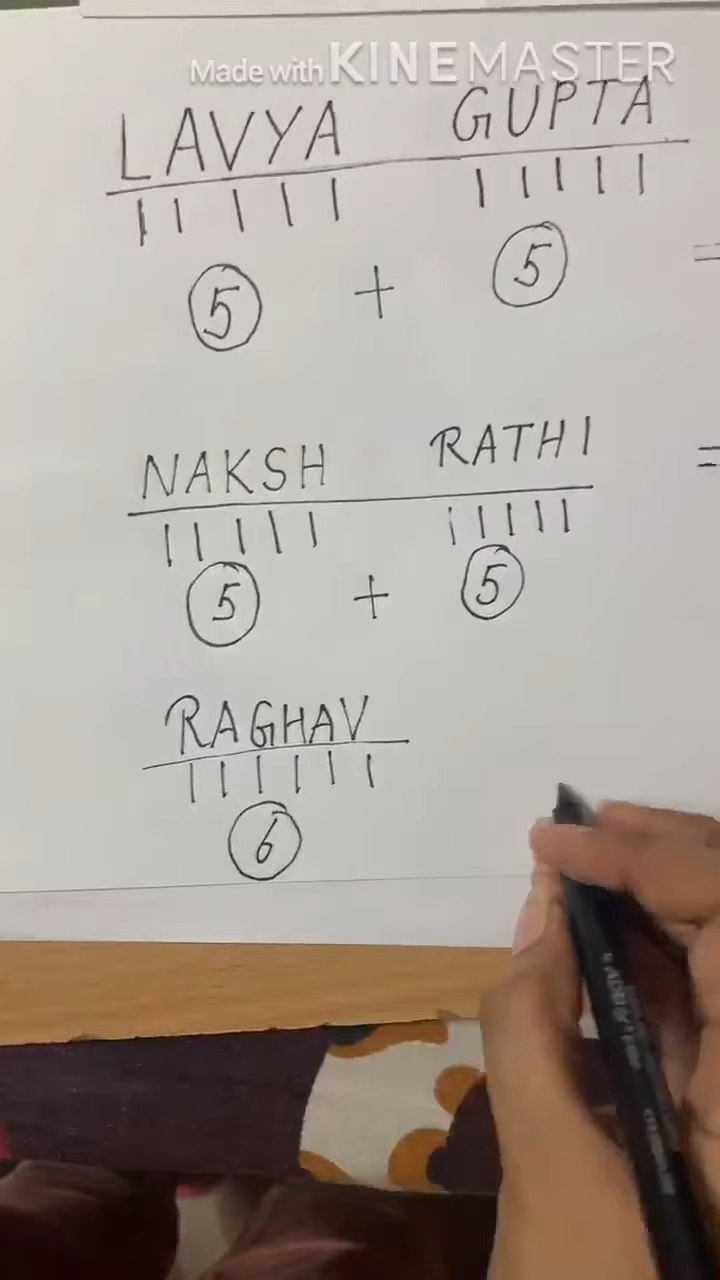 Made with KINEMASTER
LAVYA GUPTA
5 + 5 =
NAKSH RATHI =
5 + 5
RAGHAV
6